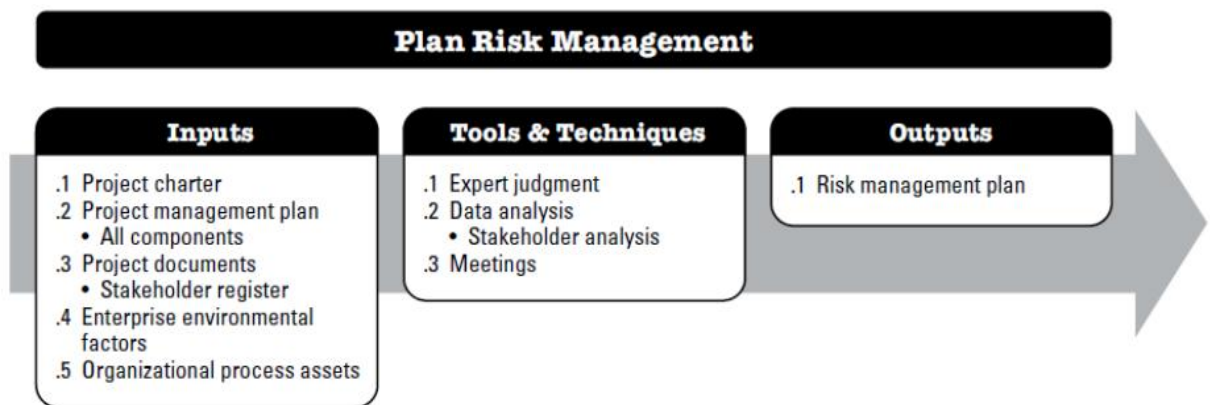 Plan Risk Management
Inputs
.1 Project charter
.2 Project management plan
• All components
.3 Project documents
• Stakeholder register
.4 Enterprise environmental
factors
.5 Organizational process assets
Tools & Techniques
.1 Expert judgment
.2 Data analysis
• Stakeholder analysis
.3 Meetings
Outputs
.1 Risk management plan